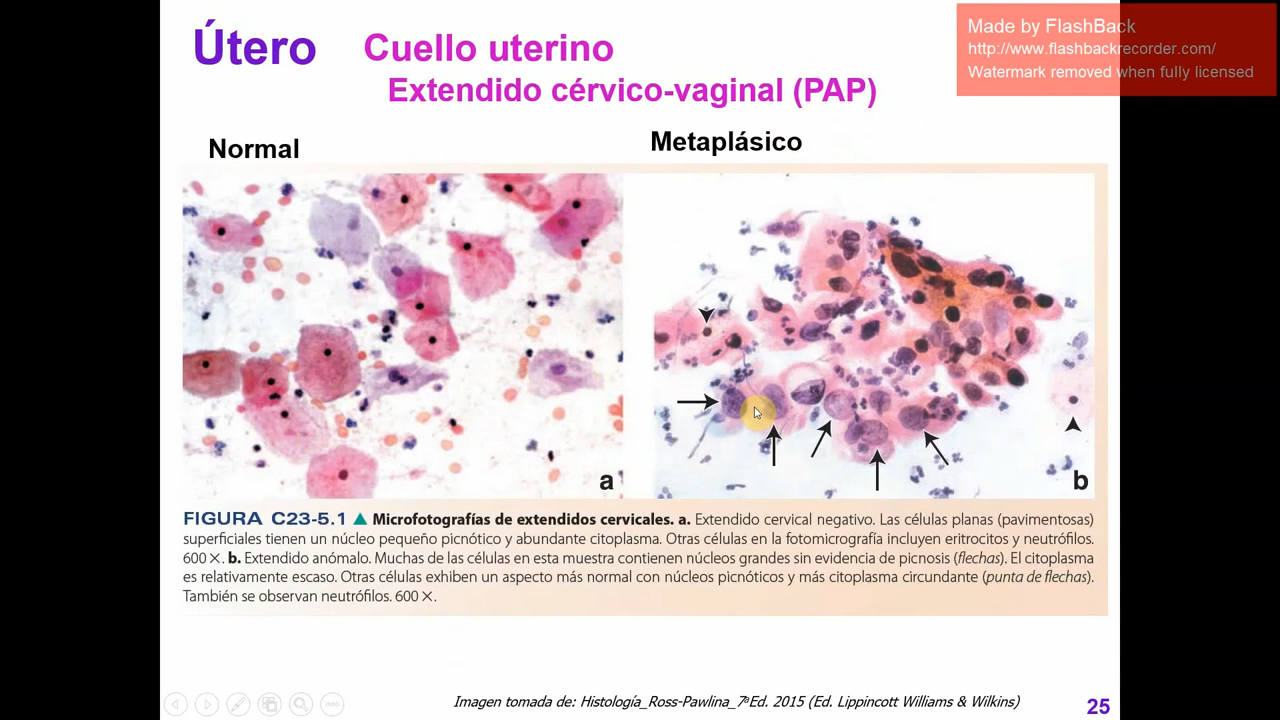 Útero Cuello uterino
Extendido cérvico-vaginal (PAP)
Made by FlashBack
http://www.flashbackrecorder.com/
Watermark removed when fully licensed
Normal
Metaplásico
a
b
FIGURA C23-5.1 ▲ Microfotografías de extendidos cervicales. a. Extendido cervical negativo. Las células planas (pavimentosas)
superficiales tienen un núcleo pequeño picnótico y abundante citoplasma. Otras células en la fotomicrografía incluyen eritrocitos y neutrófilos.
600 ×. b. Extendido anómalo. Muchas de las células en esta muestra contienen núcleos grandes sin evidencia de picnosis (flechas). El citoplasma
es relativamente escaso. Otras células exhiben un aspecto más normal con núcleos picnóticos y más citoplasma circundante (punta de flechas).
También se observan neutrófilos. 600 ×.
Imagen tomada de: Histología_Ross-Pawlina_7ªEd. 2015 (Ed. Lippincott Williams & Wilkins)
25